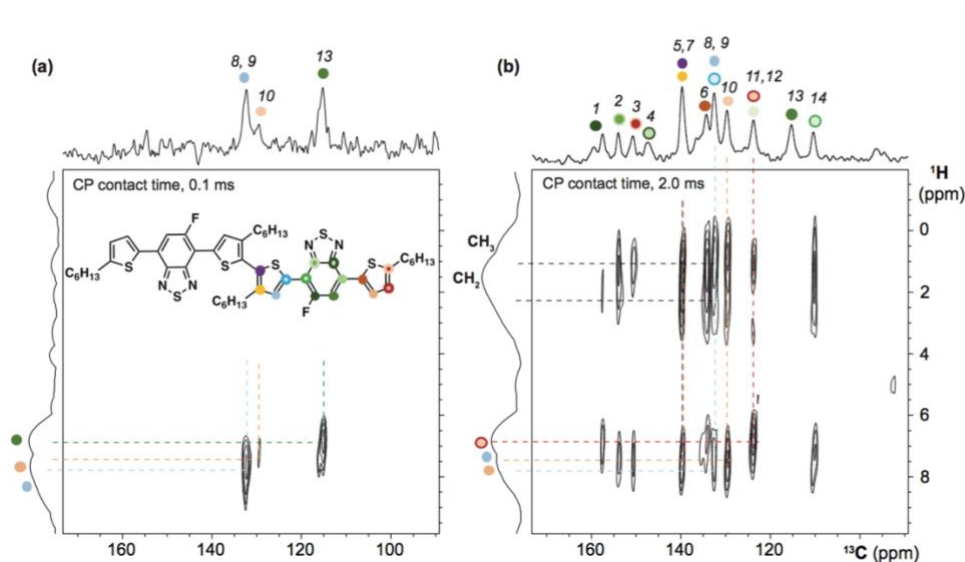 (a)
8, 9
10
13
CP contact time, 0.1 ms
F
C₆H₁₃
S
S
C₆H₁₃
N
N
S
C₆H₁₃
S
N
S
N
F
S
C₆H₁₃
160
140
120
100
(b)
1
2
3
4
5,7
6
8, 9
10
11,12
13
14
CP contact time, 2.0 ms
¹H
(ppm)
CH₃
CH₂
0
2
4
6
8
160
140
120
¹³C (ppm)